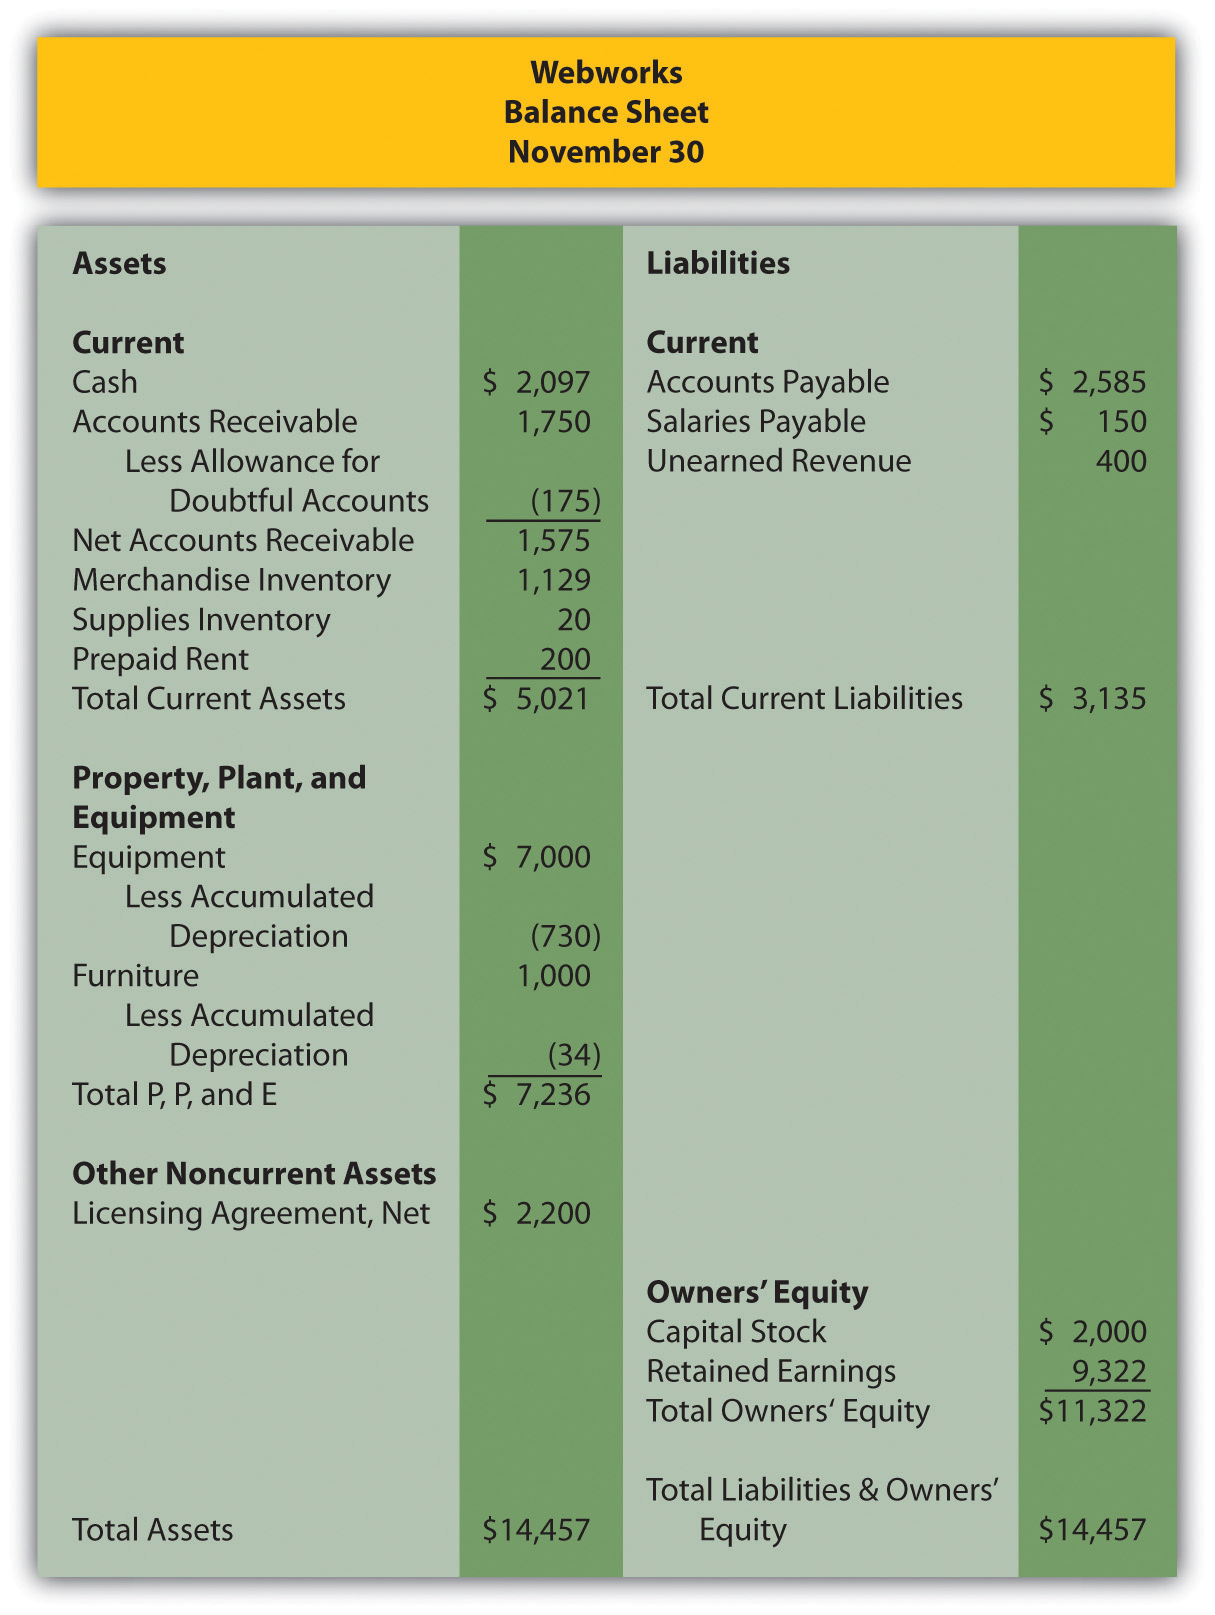 Webworks
Balance Sheet
November 30
Assets
Current
Cash $ 2,097
Accounts Receivable 1,750
Less Allowance for
Doubtful Accounts (175)
Net Accounts Receivable 1,575
Merchandise Inventory 1,129
Supplies Inventory 20
Prepaid Rent 200
Total Current Assets $ 5,021
Property, Plant, and
Equipment
Equipment $ 7,000
Less Accumulated
Depreciation (730)
Furniture 1,000
Less Accumulated
Depreciation (34)
Total P, P, and E $ 7,236
Other Noncurrent Assets
Licensing Agreement, Net $ 2,200
Total Assets $14,457
Liabilities
Current
Accounts Payable $ 2,585
Salaries Payable $ 150
Unearned Revenue 400
Total Current Liabilities $ 3,135
Owners’ Equity
Capital Stock $ 2,000
Retained Earnings 9,322
Total Owners‘ Equity $11,322
Total Liabilities & Owners’
Equity $14,457